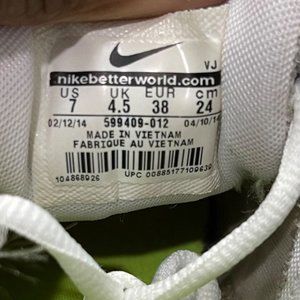 VJ
nikebetterworld.com
US UK EUR cm
7 4.5 38 24
02/12/14 599409-012 04/10/14
MADE IN VIETNAM
FABRIQUE AU VIETNAM
104868926
UPC 00885177109639